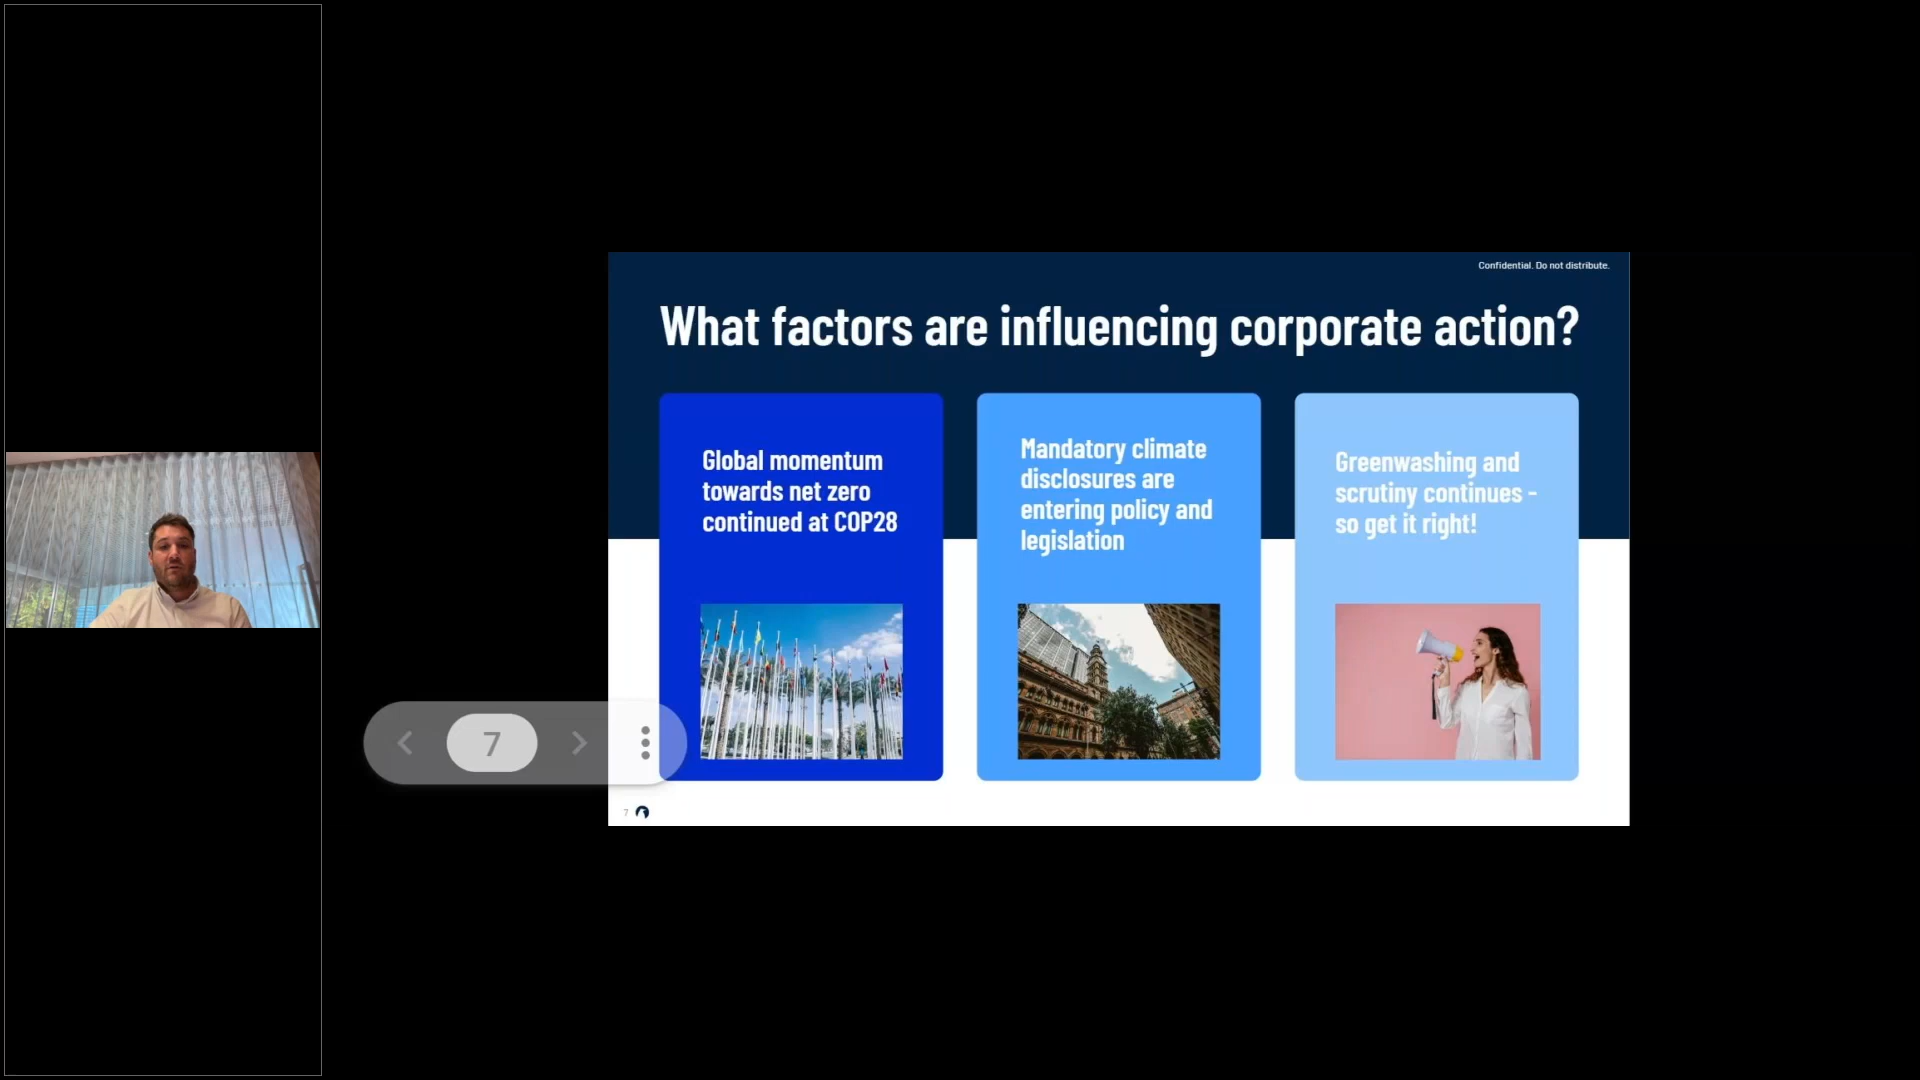 Confidential. Do not distribute.
What factors are influencing corporate action?
Global momentum
towards net zero
continued at COP28
Mandatory climate
disclosures are
entering policy and
legislation
Greenwashing and
scrutiny continues -
so get it right!
7
7